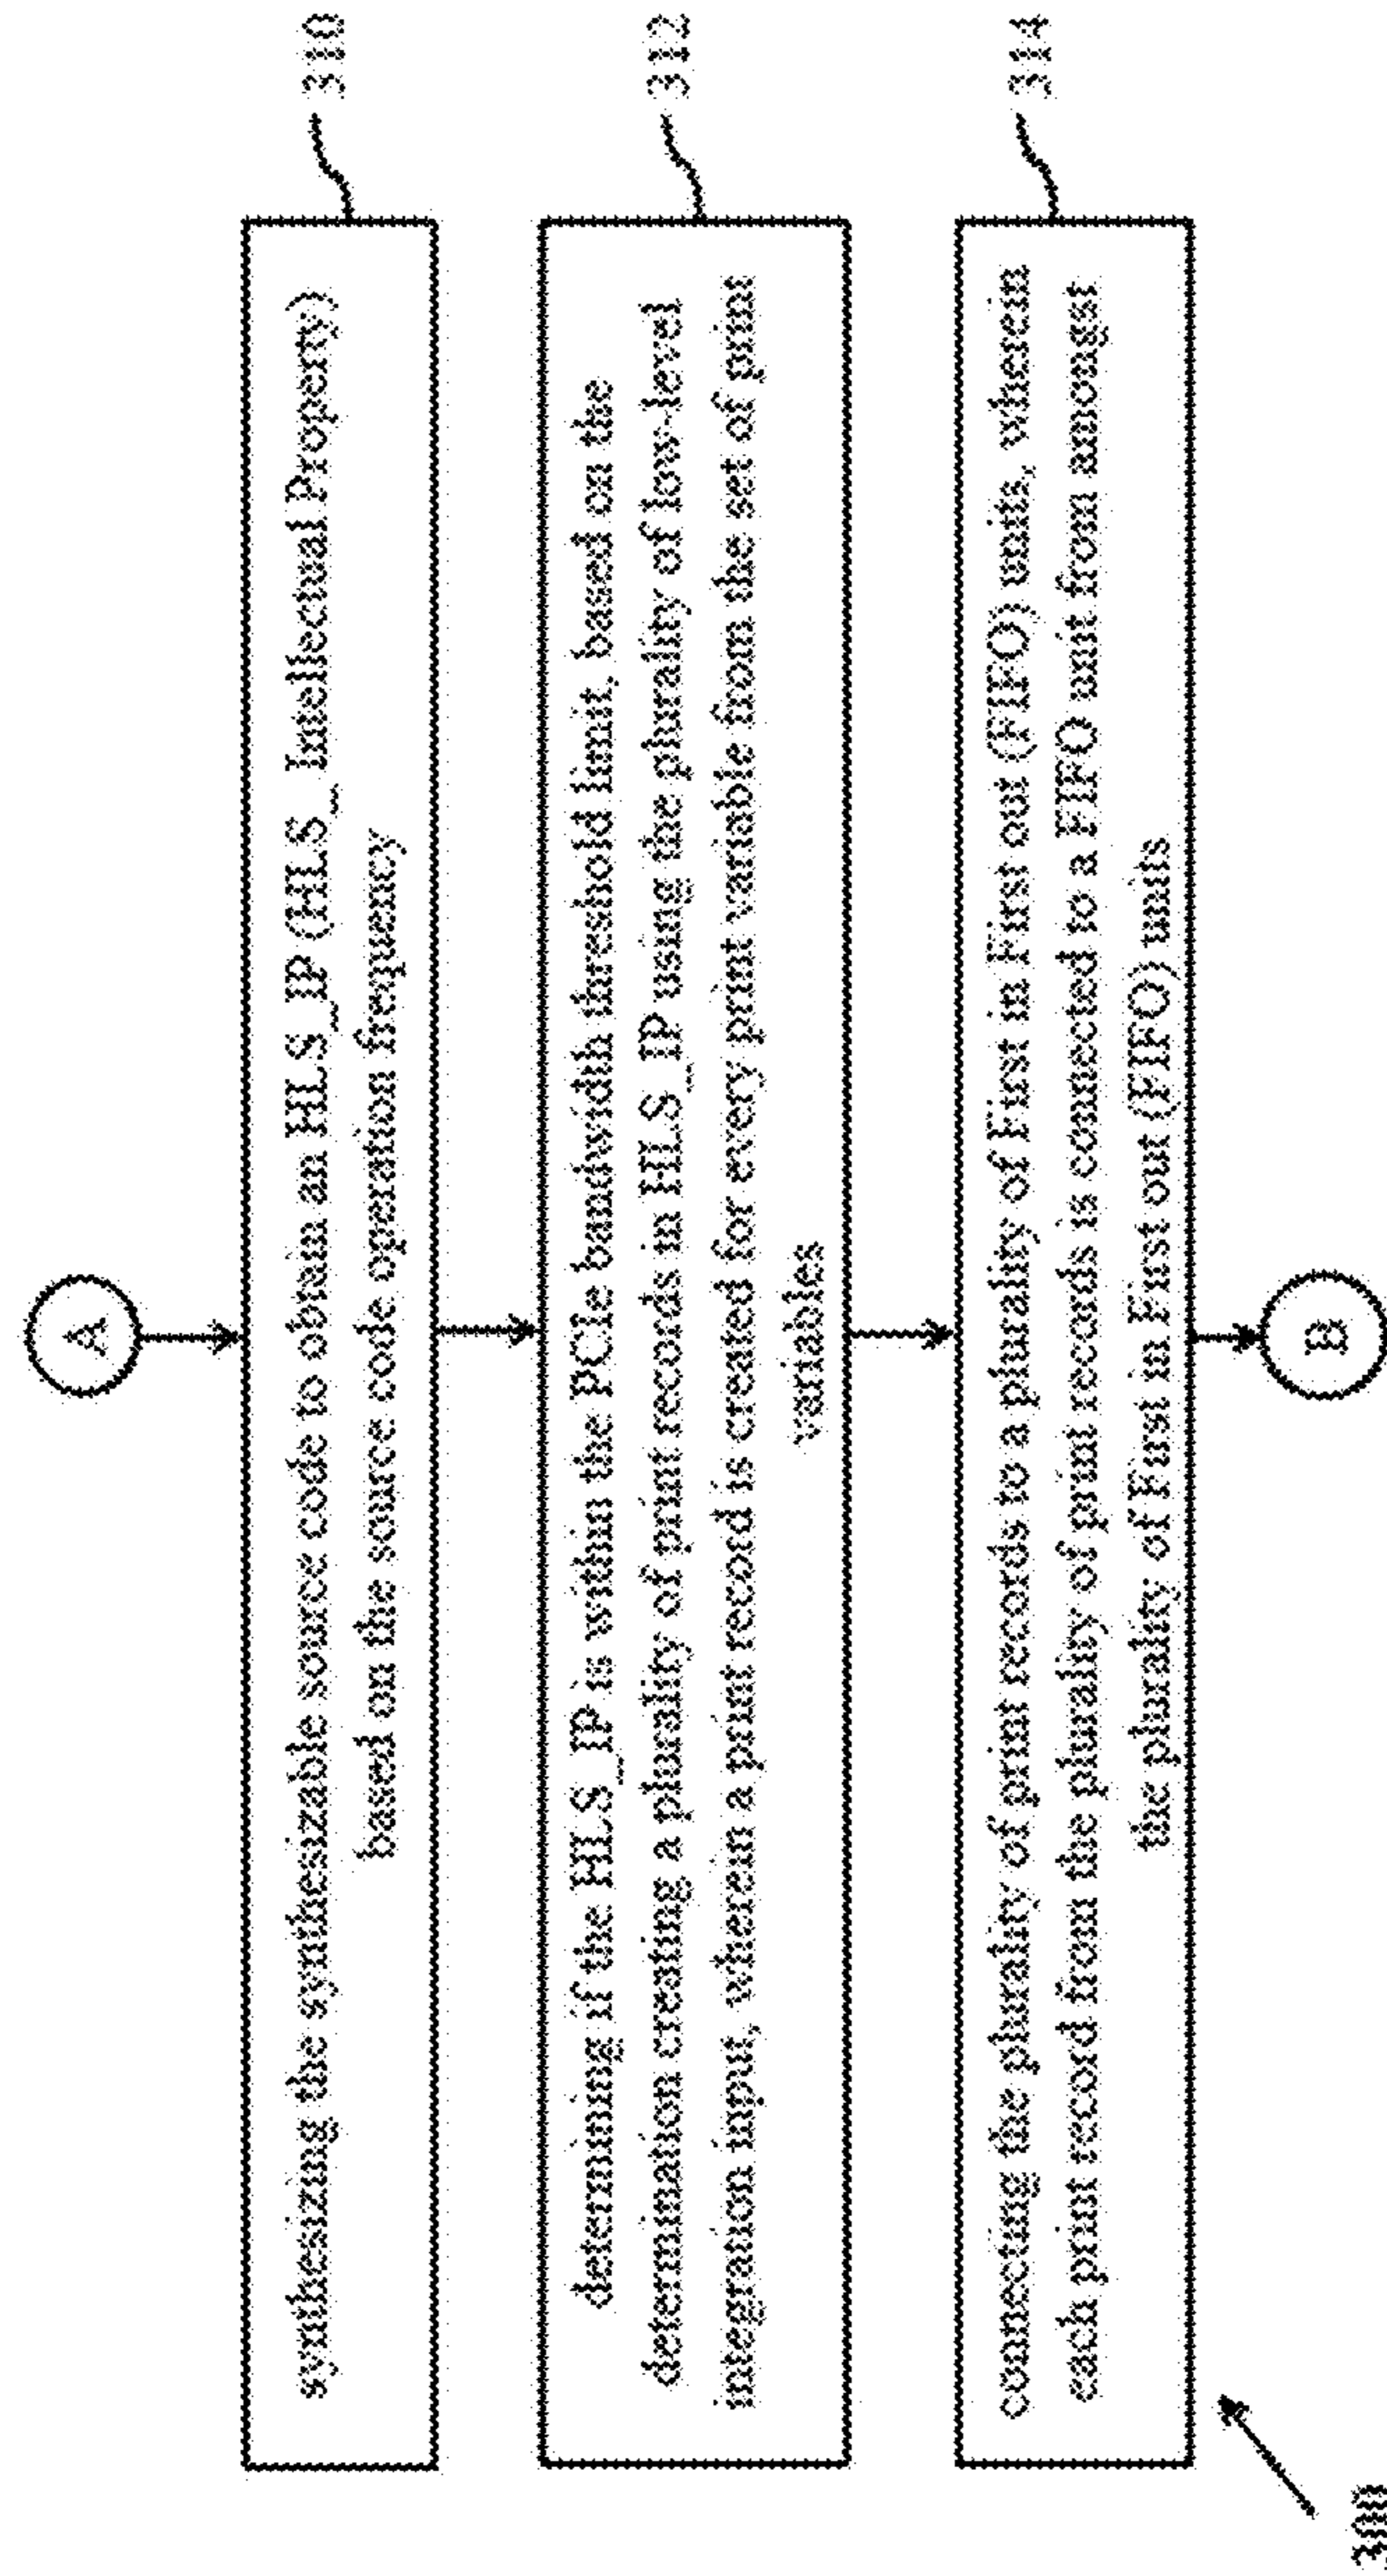 A
310
synthesizing the synthesizable source code to obtain an HLS_IP (HLS_ Intellectual Property)
based on the source code operation frequency
312
determining if the HLS_IP is within the PCIe bandwidth threshold limit, based on the
determination creating a plurality of print records in HLS_IP using the plurality of low-level
integration input, wherein a print record is created for every print variable from the set of print
variables
314
connecting the plurality of print records to a plurality of First in First out (FIFO) units, wherein
each print record from the plurality of print records is connected to a FIFO unit from amongst
the plurality of First in First out (FIFO) units
B
300